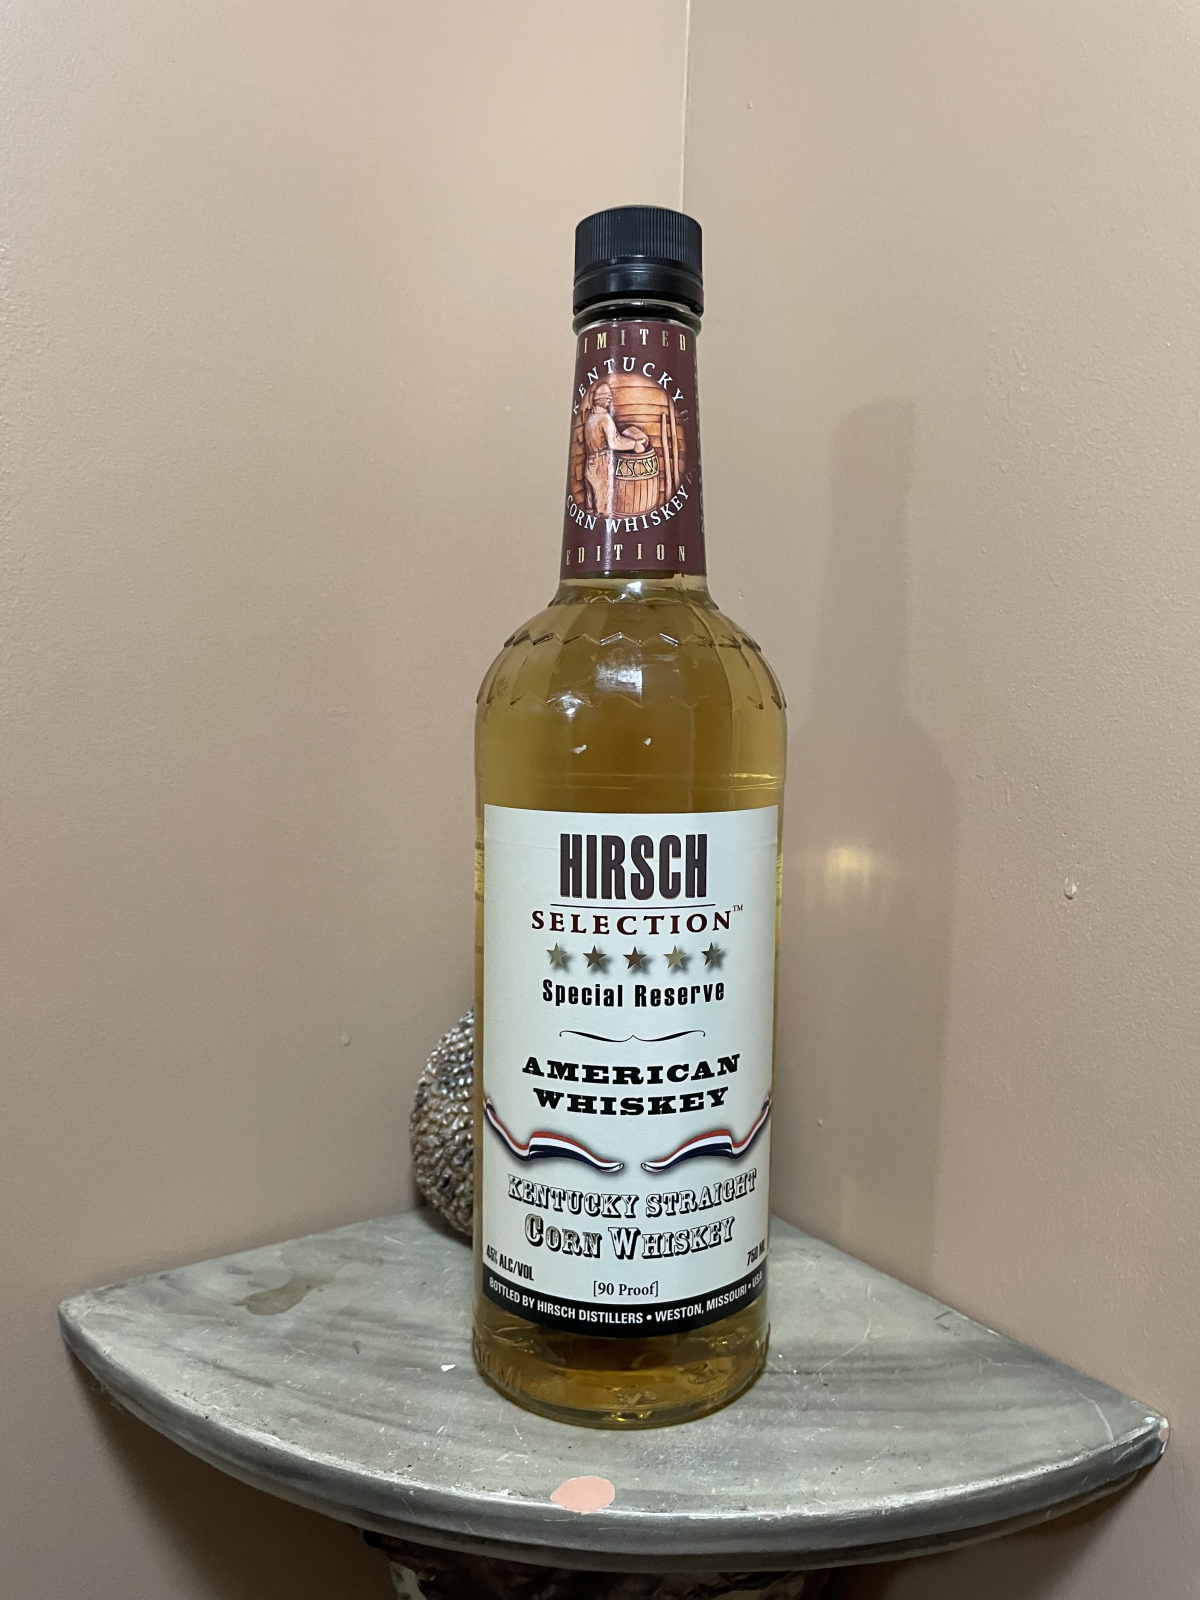 LIMITED
KENTUCKY
KSCW
CORN WHISKEY
EDITION
HIRSCH
SELECTION™
Special Reserve
AMERICAN
WHISKEY
KENTUCKY STRAIGHT
CORN WHISKEY
45% ALC/VOL
750 ML
[90 Proof]
BOTTLED BY HIRSCH DISTILLERS • WESTON, MISSOURI • USA